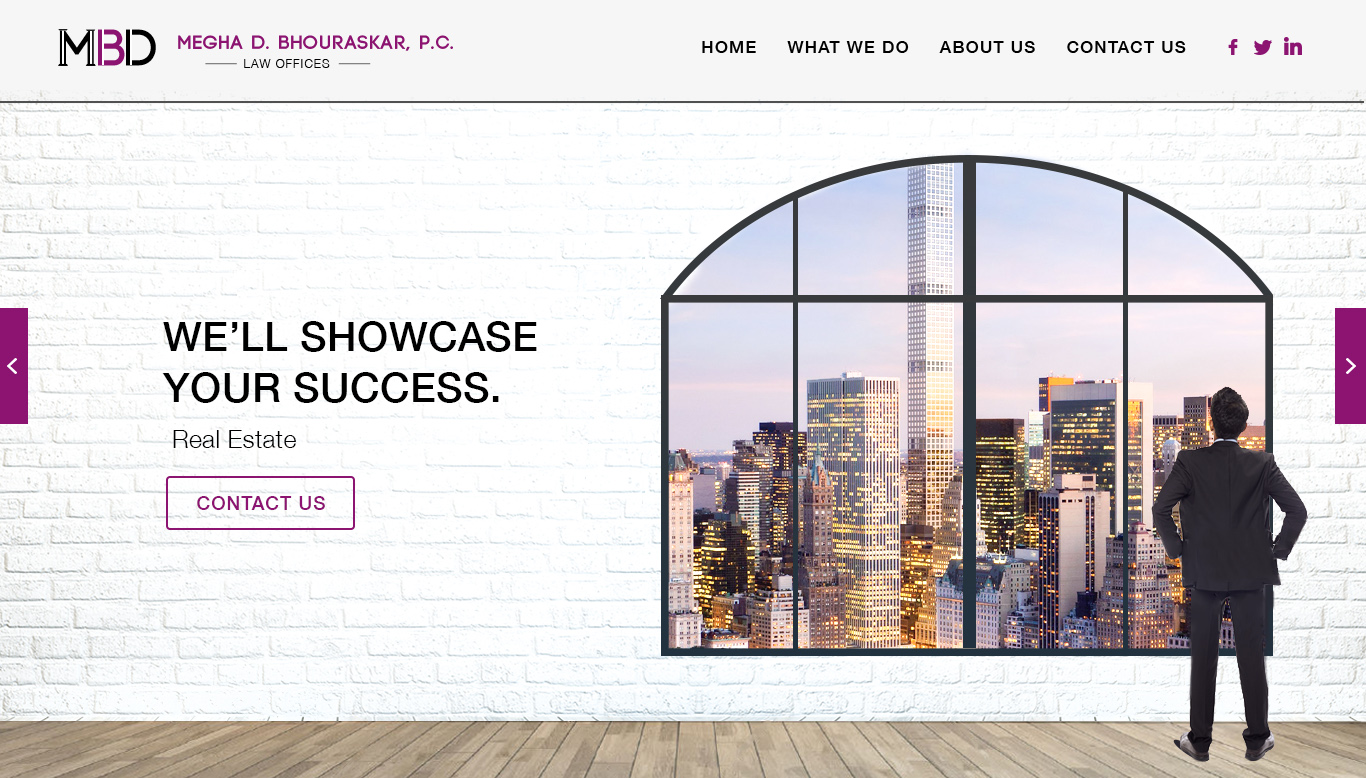 MBD
MEGHA D. BHOURASKAR, P.C.
LAW OFFICES
HOME WHAT WE DO ABOUT US CONTACT US
WE’LL SHOWCASE
YOUR SUCCESS.
Real Estate
CONTACT US